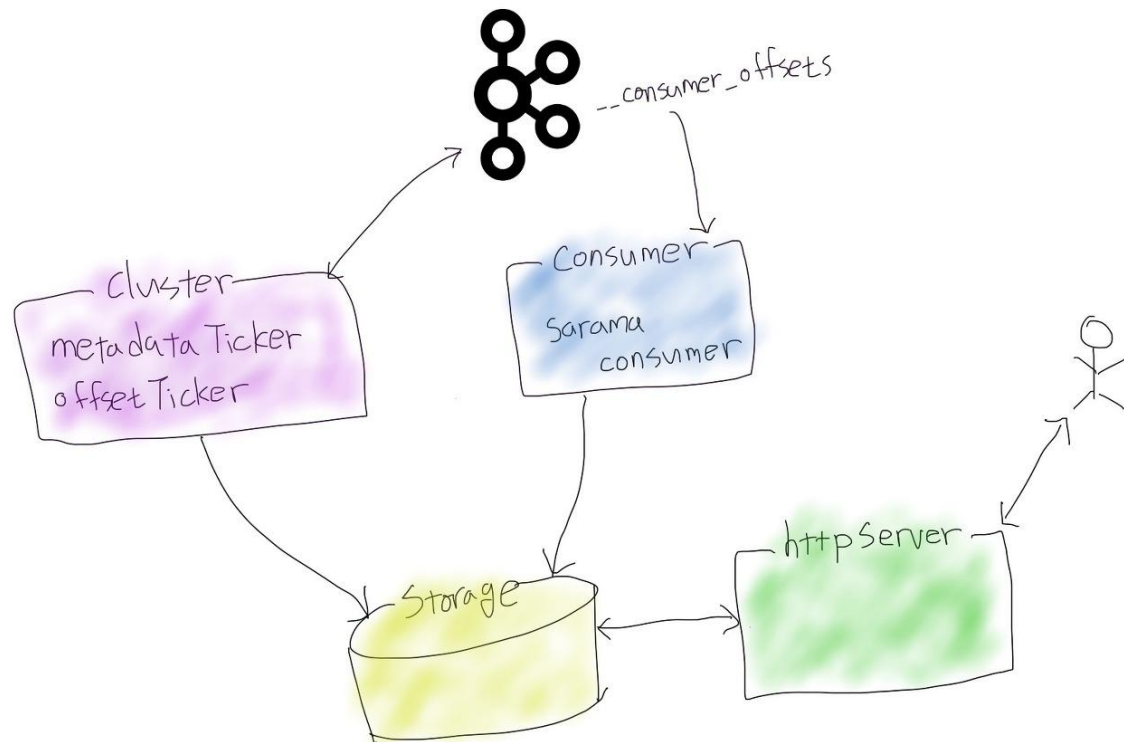 __consumer_offsets
Cluster
metadata Ticker
offset Ticker
Consumer
sarama
consumer
httpServer
Storage